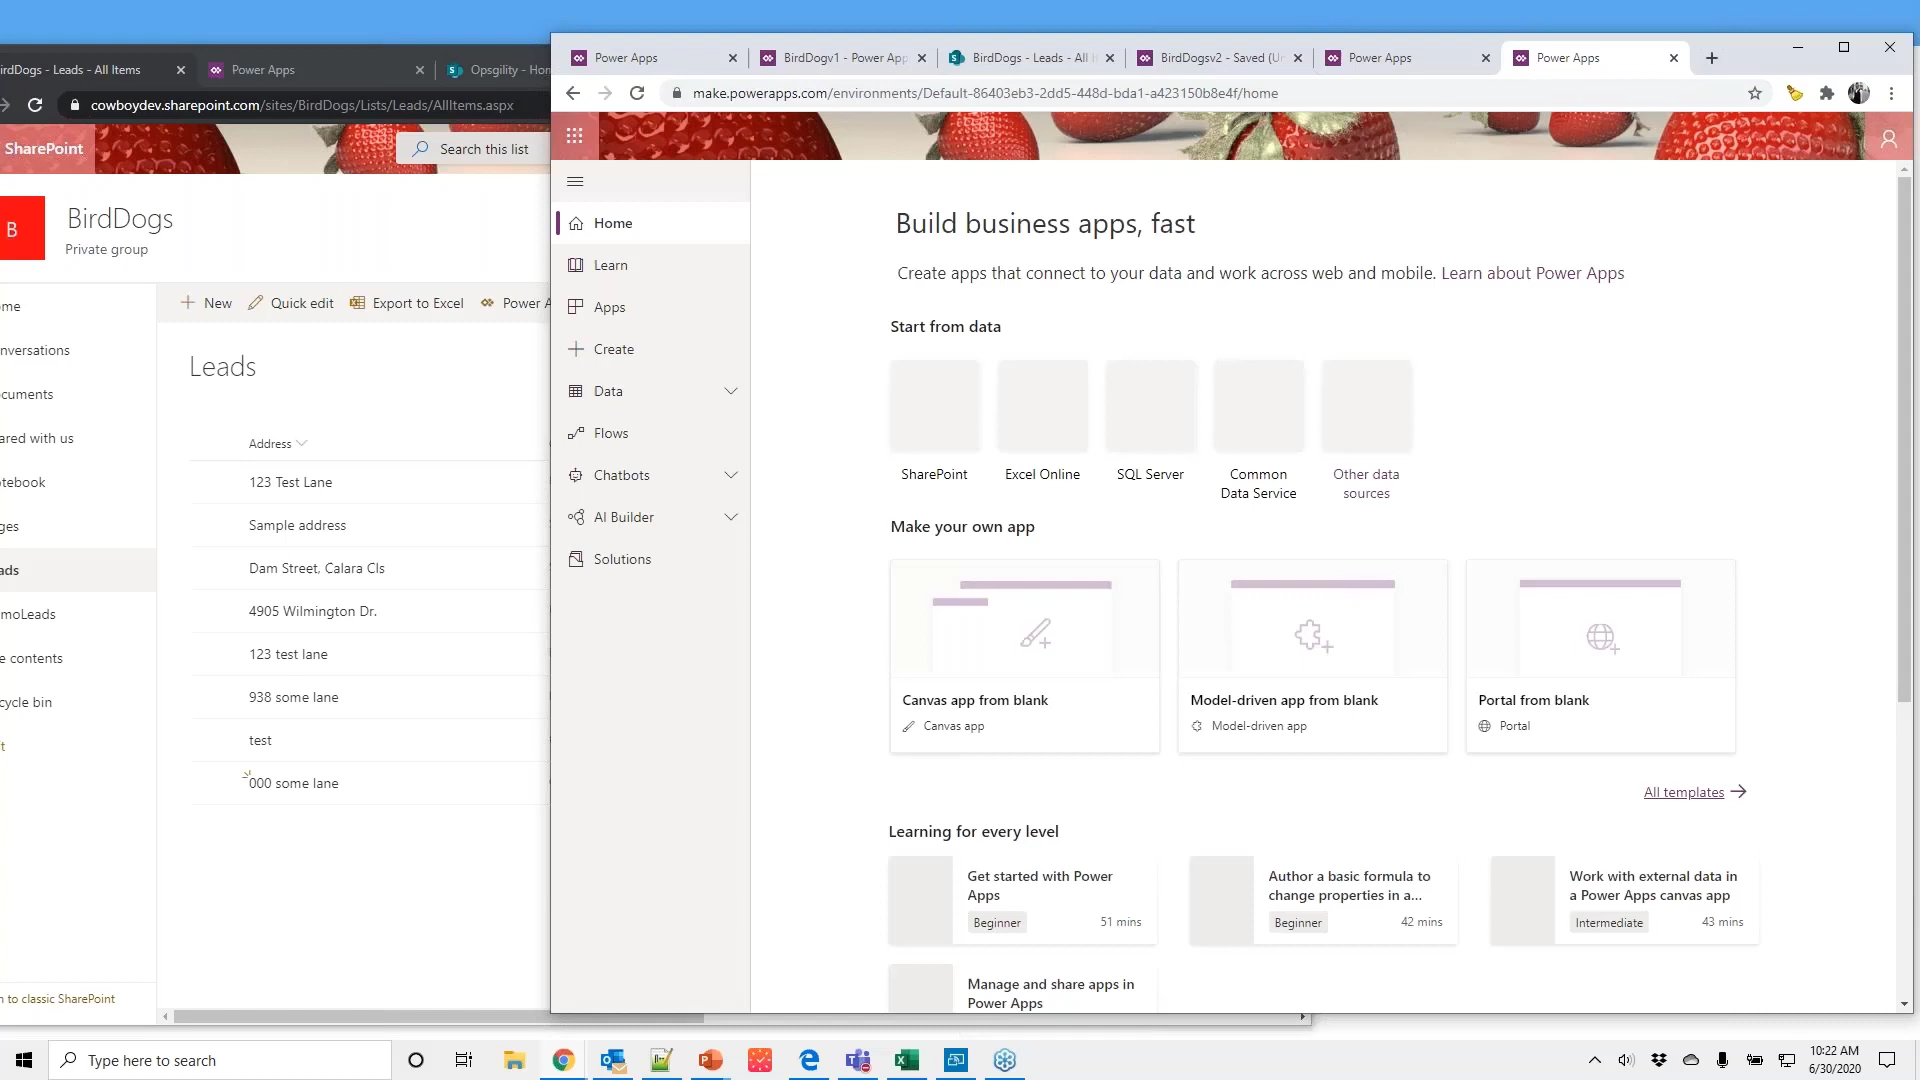 irdDogs - Leads - All Items
Power Apps
Opsgility - Hom
cowboydev.sharepoint.com/sites/BirdDogs/Lists/Leads/AllItems.aspx
SharePoint
Search this list
B
BirdDogs
Private group
ome
nversations
cuments
ared with us
tebook
ges
ads
moLeads
e contents
cycle bin
t
n to classic SharePoint
New
Quick edit
Export to Excel
Power A
Leads
Address
123 Test Lane
Sample address
Dam Street, Calara Cls
4905 Wilmington Dr.
123 test lane
938 some lane
test
000 some lane
Power Apps
BirdDogv1 - Power App
BirdDogs - Leads - All I
BirdDogsv2 - Saved (Un
Power Apps
Power Apps
make.powerapps.com/environments/Default-86403eb3-2dd5-448d-bda1-a423150b8e4f/home
Home
Learn
Apps
Create
Data
Flows
Chatbots
AI Builder
Solutions
Build business apps, fast
Create apps that connect to your data and work across web and mobile. Learn about Power Apps
Start from data
SharePoint
Excel Online
SQL Server
Common
Data Service
Other data
sources
Make your own app
Canvas app from blank
Canvas app
Model-driven app from blank
Model-driven app
Portal from blank
Portal
All templates
Learning for every level
Get started with Power
Apps
Beginner
51 mins
Author a basic formula to
change properties in a...
Beginner
42 mins
Work with external data in
a Power Apps canvas app
Intermediate
43 mins
Manage and share apps in
Power Apps
Type here to search
10:22 AM
6/30/2020